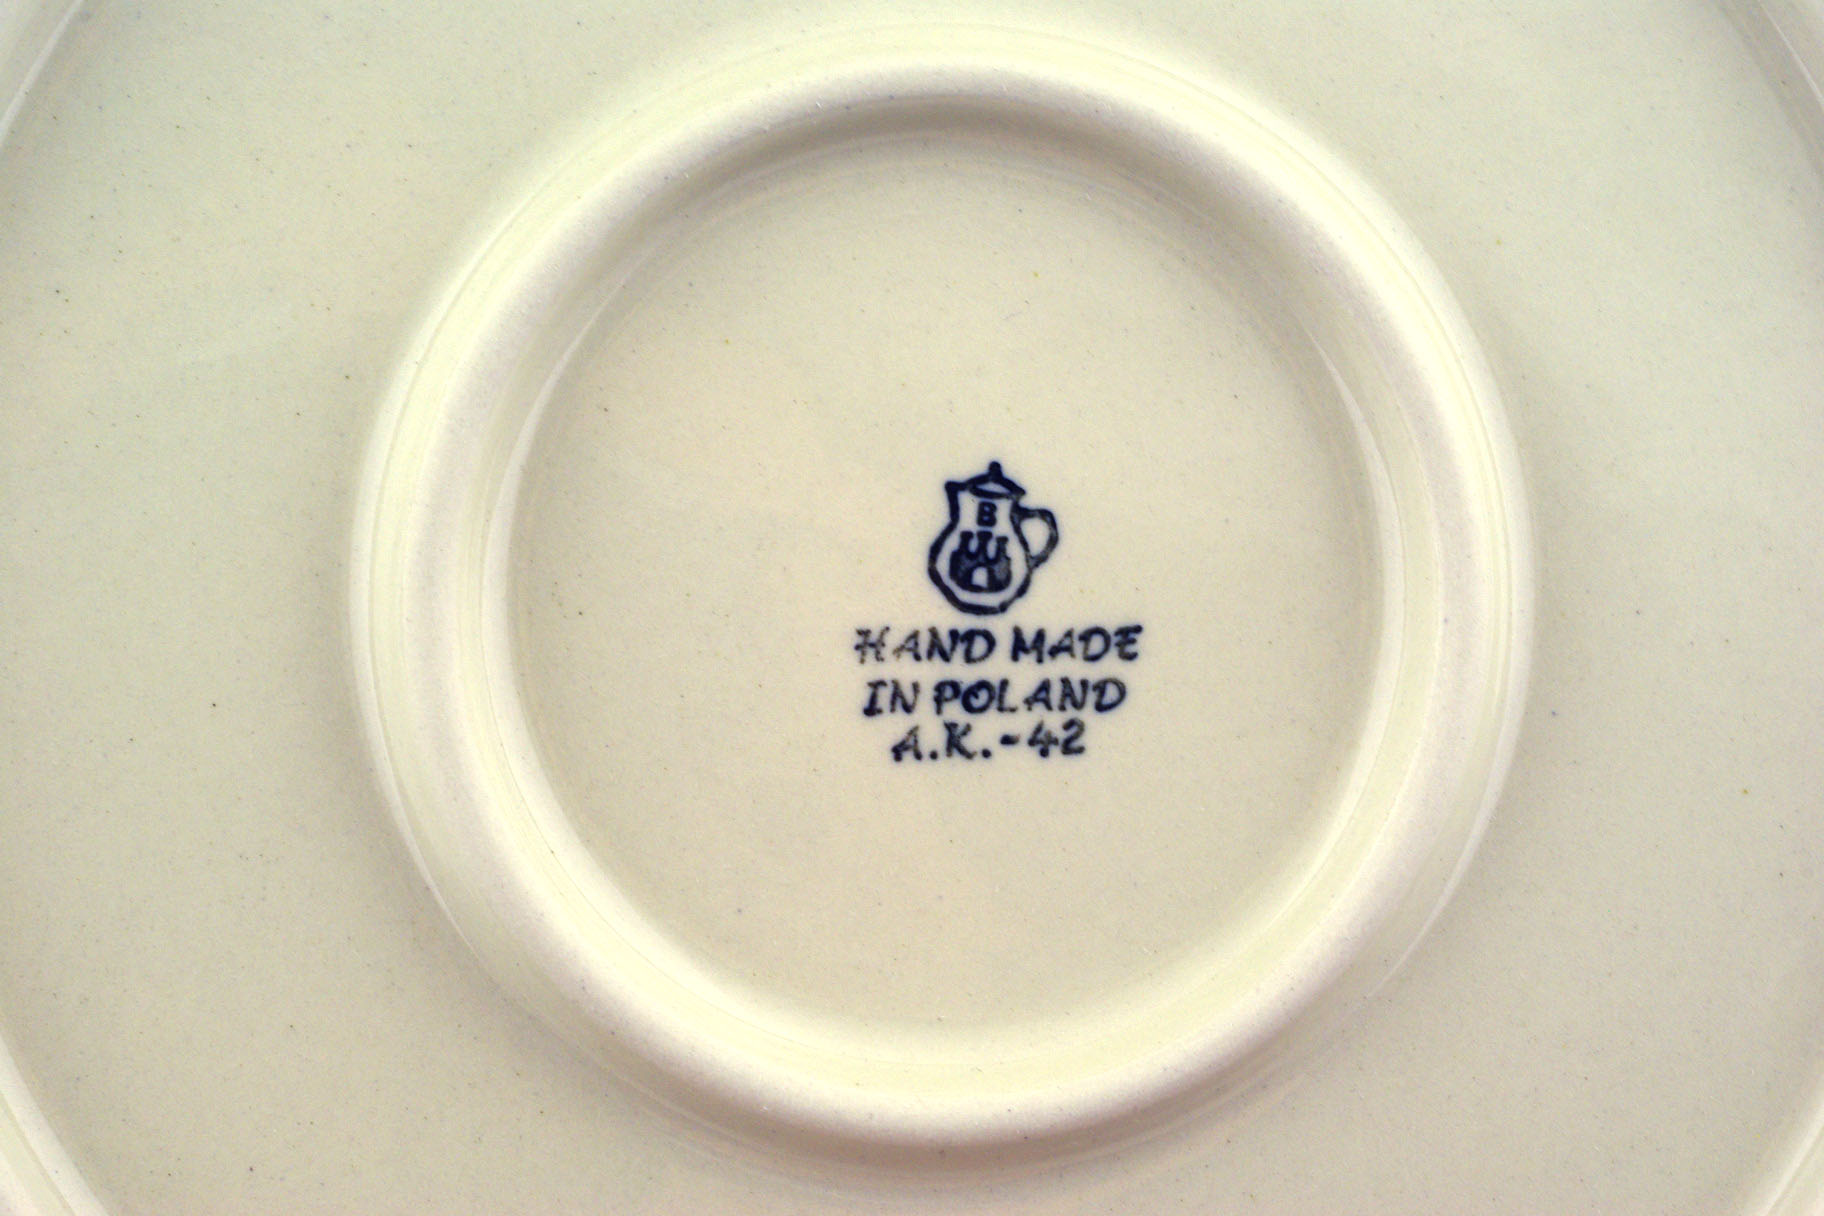 B
HAND MADE
IN POLAND
A.K.-42